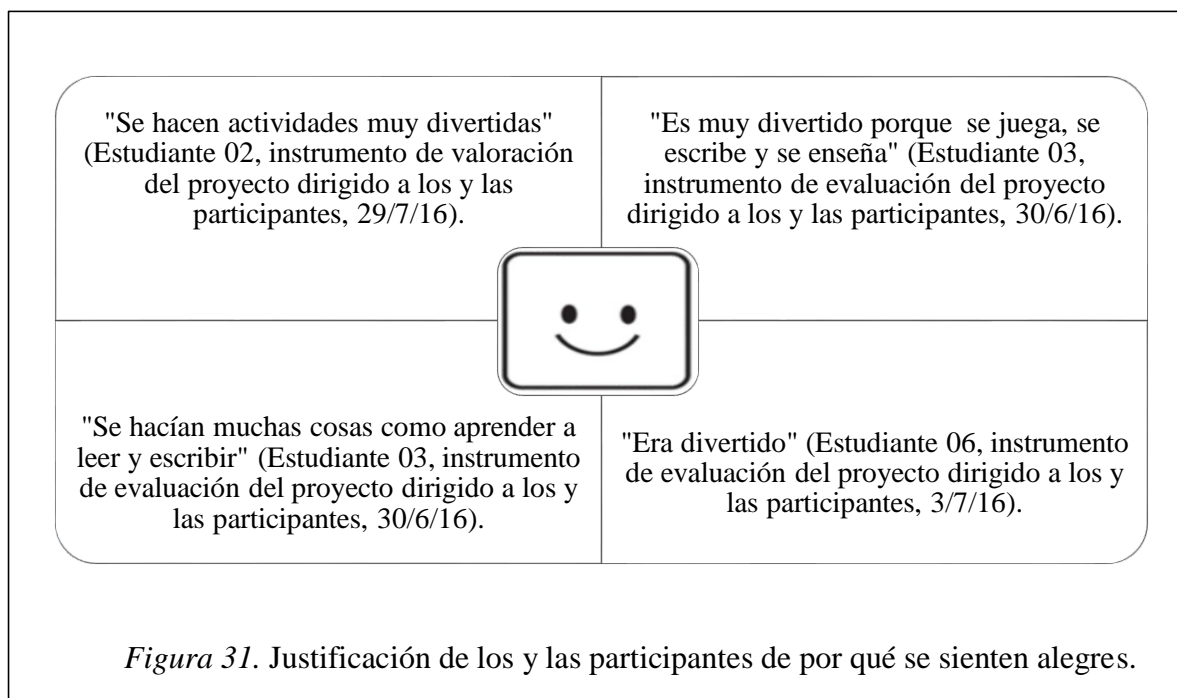 "Se hacen actividades muy divertidas"
(Estudiante 02, instrumento de valoración
del proyecto dirigido a los y las
participantes, 29/7/16).
"Es muy divertido porque se juega, se
escribe y se enseña" (Estudiante 03,
instrumento de evaluación del proyecto
dirigido a los y las participantes, 30/6/16).
"Se hacían muchas cosas como aprender a
leer y escribir" (Estudiante 03, instrumento
de evaluación del proyecto dirigido a los y
las participantes, 30/6/16).
"Era divertido" (Estudiante 06, instrumento
de evaluación del proyecto dirigido a los y
las participantes, 3/7/16).
Figura 31. Justificación de los y las participantes de por qué se sienten alegres.